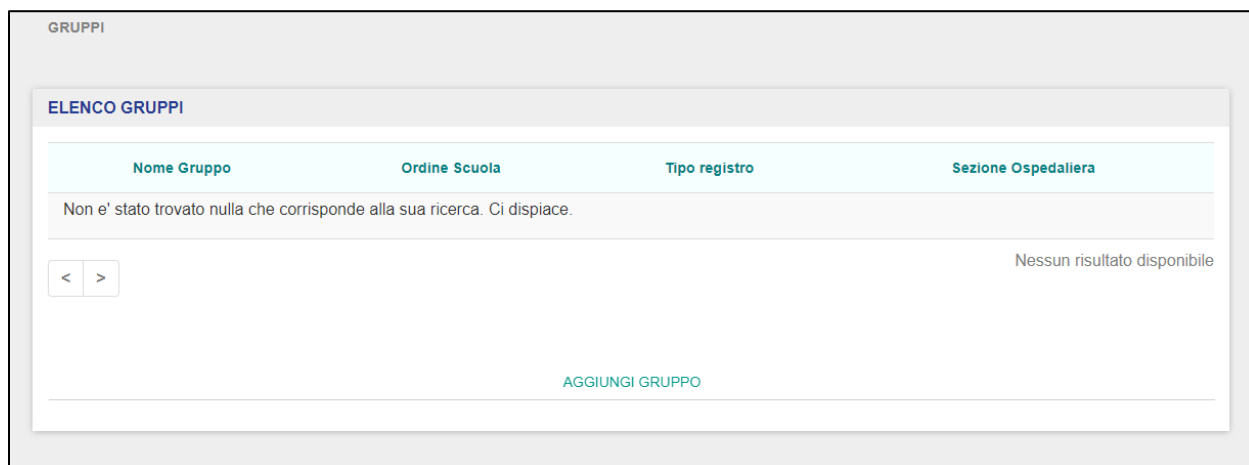 GRUPPI
ELENCO GRUPPI
Nome Gruppo Ordine Scuola Tipo registro Sezione Ospedaliera
Non e' stato trovato nulla che corrisponde alla sua ricerca. Ci dispiace.
Nessun risultato disponibile
< >
AGGIUNGI GRUPPO